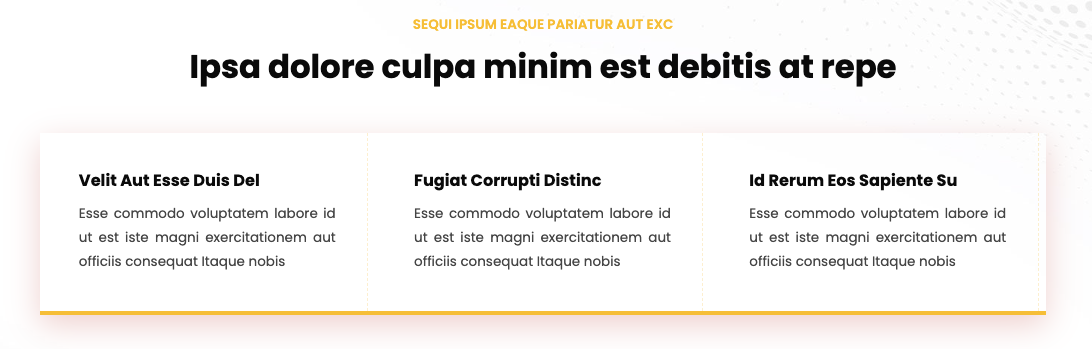 SEQUI IPSUM EAQUE PARIATUR AUT EXC
Ipsa dolore culpa minim est debitis at repe
Velit Aut Esse Duis Del
Esse commodo voluptatem labore id
ut est iste magni exercitationem aut
officiis consequat Itaque nobis
Fugiat Corrupti Distinc
Esse commodo voluptatem labore id
ut est iste magni exercitationem aut
officiis consequat Itaque nobis
Id Rerum Eos Sapiente Su
Esse commodo voluptatem labore id
ut est iste magni exercitationem aut
officiis consequat Itaque nobis